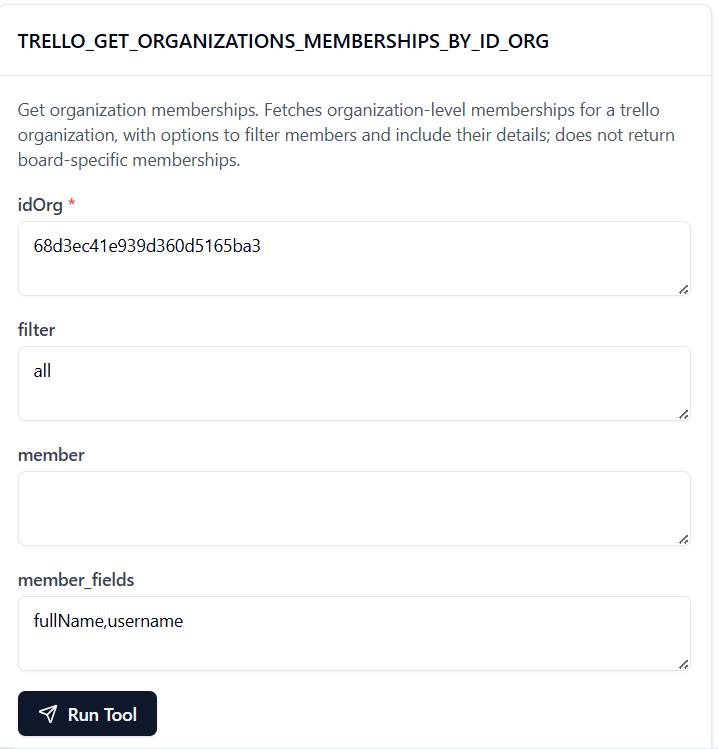 TRELLO_GET_ORGANIZATIONS_MEMBERSHIPS_BY_ID_ORG
Get organization memberships. Fetches organization-level memberships for a trello
organization, with options to filter members and include their details; does not return
board-specific memberships.
idOrg *
68d3ec41e939d360d5165ba3
filter
all
member
member_fields
fullName,username
Run Tool